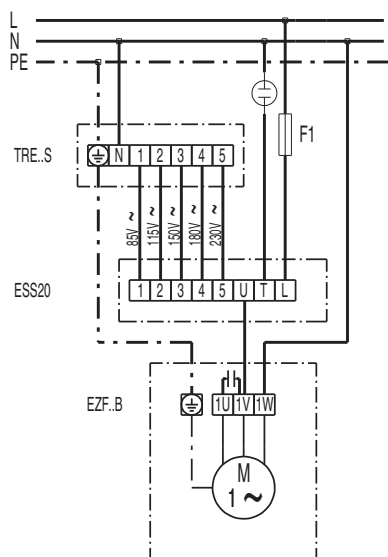 L
N
PE
F1
TRE..S
N 1 2 3 4 5
85V~
115V~
150V~
180V~
230V~
ESS20
1 2 3 4 5 U T L
EZF..B
1U 1V 1W
M
1 ~